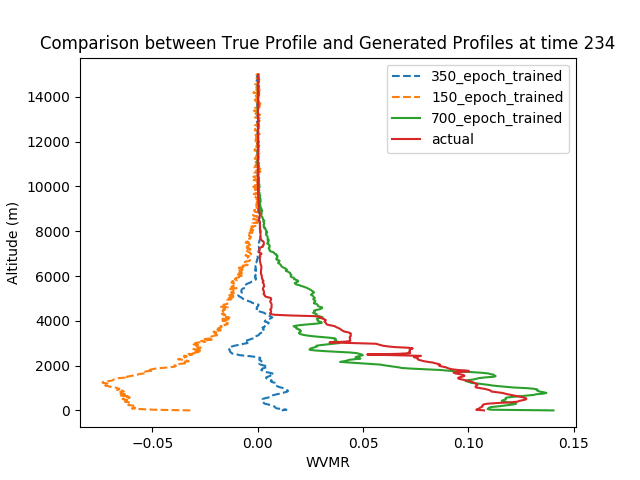 Comparison between True Profile and Generated Profiles at time 234
350_epoch_trained
150_epoch_trained
700_epoch_trained
actual
Altitude (m)
14000
12000
10000
8000
6000
4000
2000
0
−0.05 0.00 0.05 0.10 0.15
WVMR